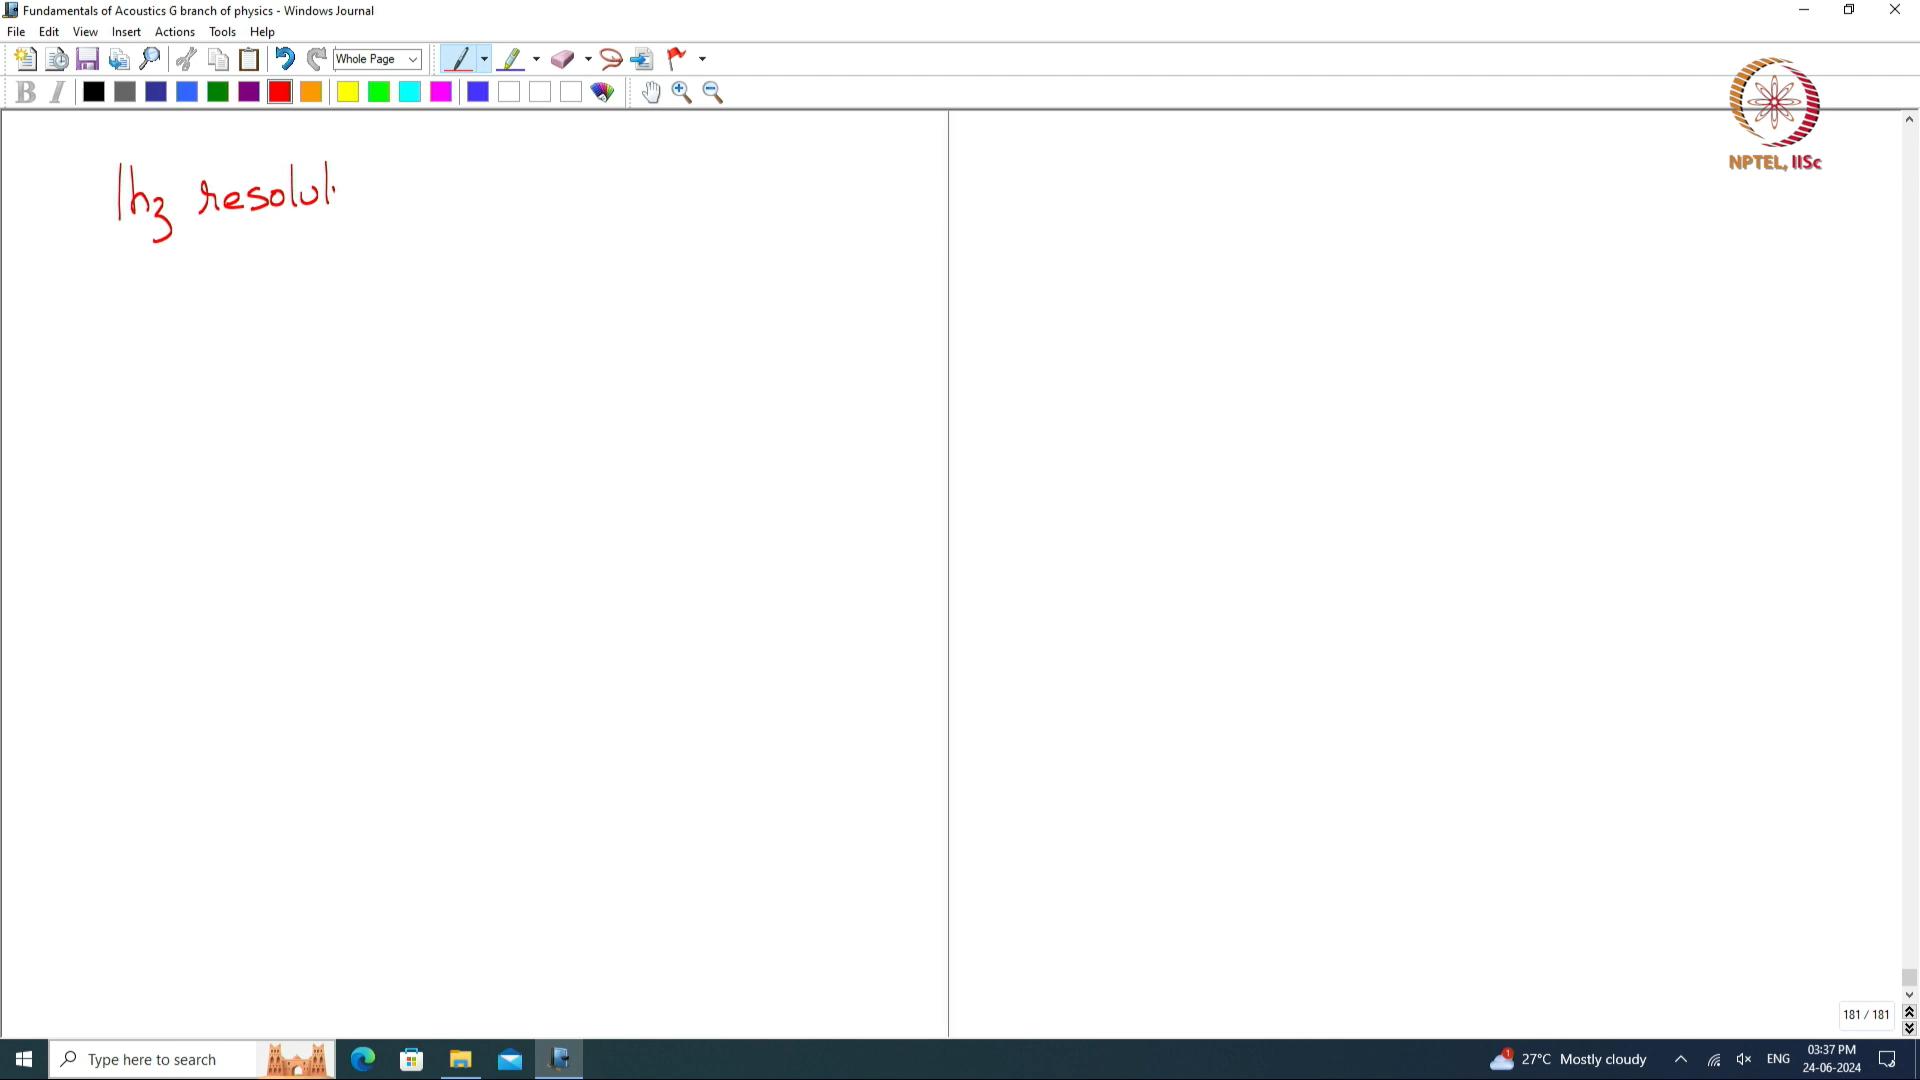 Fundamentals of Acoustics G branch of physics - Windows Journal
File Edit View Insert Actions Tools Help
Whole Page
B I
NPTEL, IISc
1hz resolut
181 / 181
Type here to search
1
27°C Mostly cloudy
ENG
03:37 PM
24-06-2024